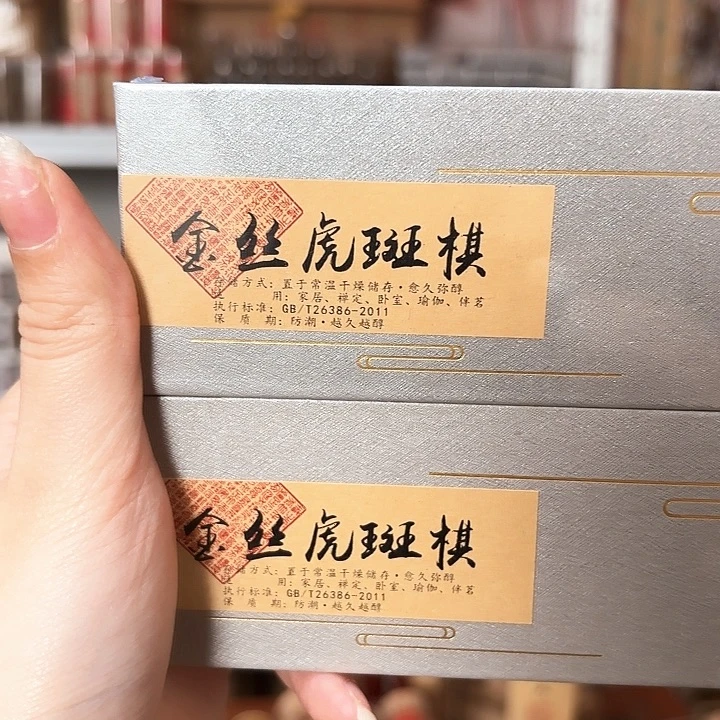 金丝虎斑棋
存储方式：置于常温干燥储存·愈久弥醇
用：家居、禅定、卧室、瑜伽、伴茗
执行标准：GB/T26386-2011
保 质 期：防潮·越久越醇
金丝虎斑棋
存储方式：置于常温干燥储存·愈久弥醇
用：家居、禅定、卧室、瑜伽、伴茗
执行标准：GB/T26386-2011
保 质 期：防潮·越久越醇